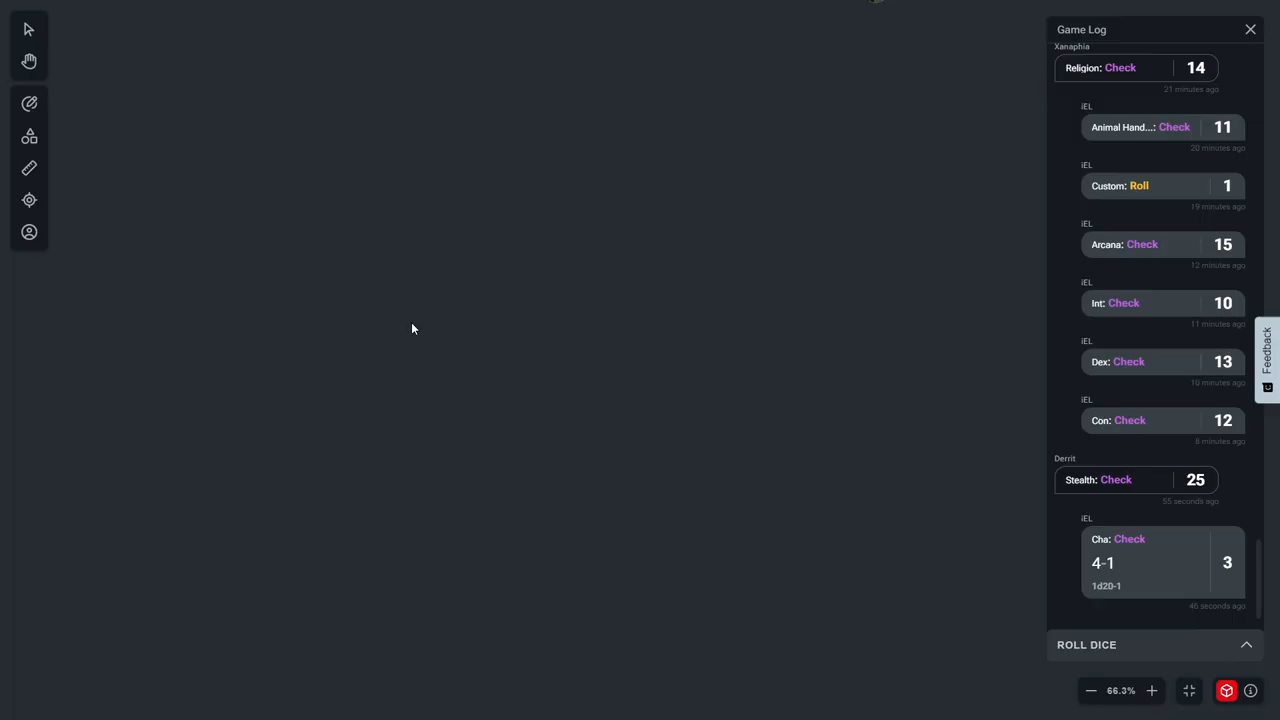 Game Log
Xanaphia
Religion: Check 14
21 minutes ago
iEL
Animal Hand...: Check 11
20 minutes ago
iEL
Custom: Roll 1
19 minutes ago
iEL
Arcana: Check 15
12 minutes ago
iEL
Int: Check 10
11 minutes ago
iEL
Dex: Check 13
10 minutes ago
iEL
Con: Check 12
8 minutes ago
Derrit
Stealth: Check 25
55 seconds ago
iEL
Cha: Check
4-1 3
1d20-1
46 seconds ago
ROLL DICE
66.3%
Feedback